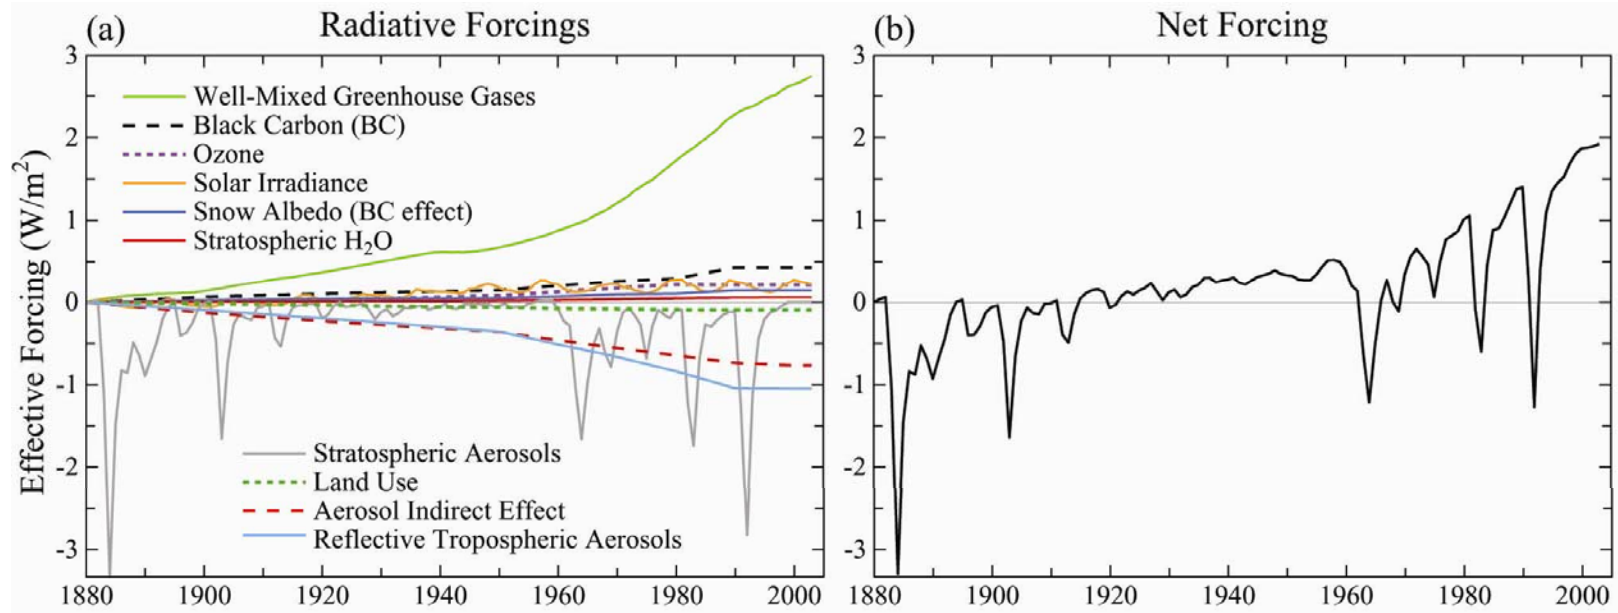 (a) Radiative Forcings
Effective Forcing (W/m²)
3
2
1
0
-1
-2
-3
Well-Mixed Greenhouse Gases
Black Carbon (BC)
Ozone
Solar Irradiance
Snow Albedo (BC effect)
Stratospheric H₂O
Stratospheric Aerosols
Land Use
Aerosol Indirect Effect
Reflective Tropospheric Aerosols
1880 1900 1920 1940 1960 1980 2000
(b) Net Forcing
3
2
1
0
-1
-2
-3
1880 1900 1920 1940 1960 1980 2000